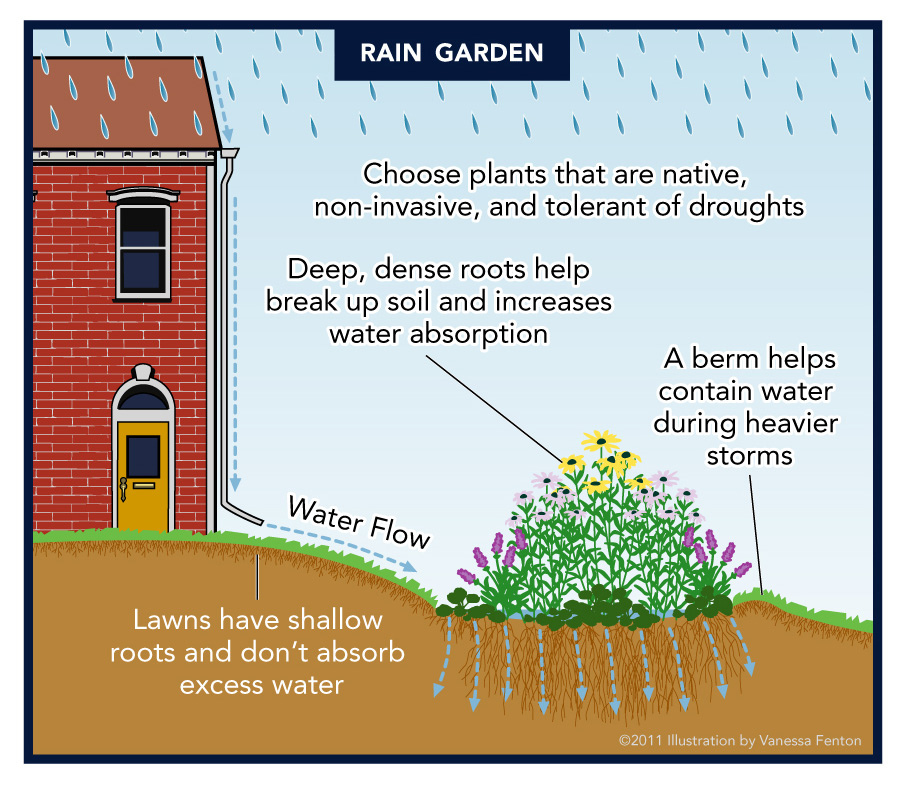 RAIN GARDEN
Choose plants that are native,
non-invasive, and tolerant of droughts
Deep, dense roots help
break up soil and increases
water absorption
A berm helps
contain water
during heavier
storms
Water Flow
Lawns have shallow
roots and don't absorb
excess water
©2011 Illustration by Vanessa Fenton